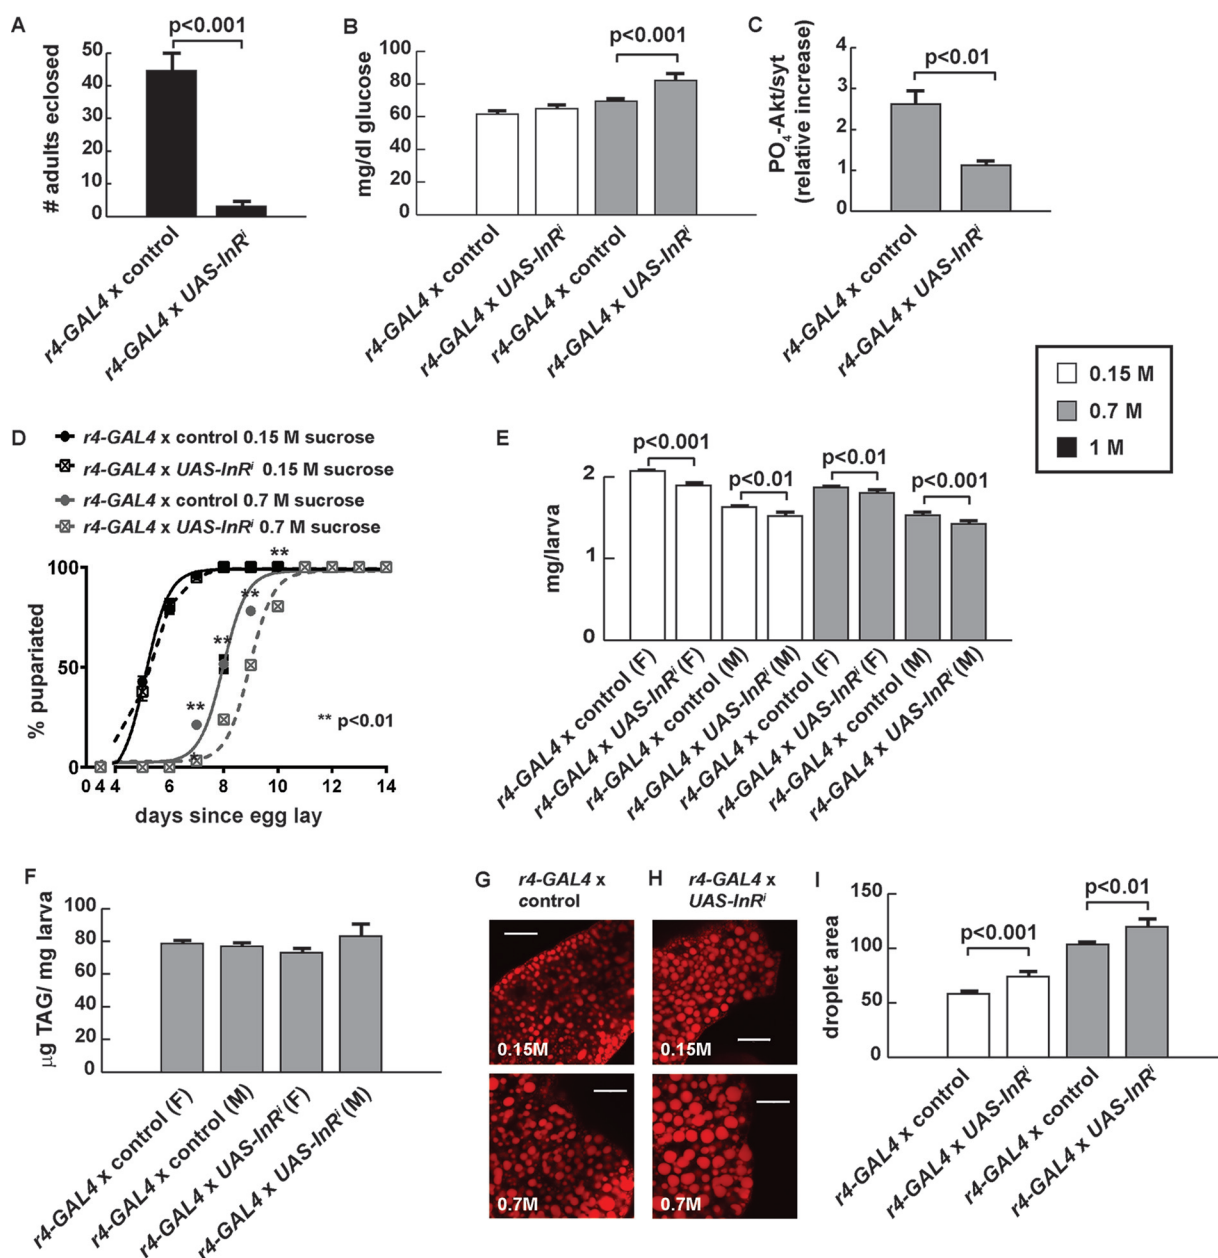 A
p<0.001
# adults eclosed
50
40
30
20
10
0
r4-GAL4 x control
r4-GAL4 x UAS-InRⁱ
B
p<0.001
mg/dl glucose
100
80
60
40
20
0
r4-GAL4 x control
r4-GAL4 x UAS-InRⁱ
r4-GAL4 x control
r4-GAL4 x UAS-InRⁱ
C
p<0.01
PO₄-Akt/syt
(relative increase)
4
3
2
1
0
r4-GAL4 x control
r4-GAL4 x UAS-InRⁱ
0.15 M
0.7 M
1 M
D
r4-GAL4 x control 0.15 M sucrose
r4-GAL4 x UAS-InRⁱ 0.15 M sucrose
r4-GAL4 x control 0.7 M sucrose
r4-GAL4 x UAS-InRⁱ 0.7 M sucrose
% pupariated
100
50
0
**
**
**
**
*
** p<0.01
0 4 4 6 8 10 12 14
days since egg lay
E
p<0.001
p<0.01
p<0.01
p<0.001
mg/larva
2
1
0
r4-GAL4 x control (F)
r4-GAL4 x UAS-InRⁱ (F)
r4-GAL4 x control (M)
r4-GAL4 x UAS-InRⁱ (M)
r4-GAL4 x control (F)
r4-GAL4 x UAS-InRⁱ (F)
r4-GAL4 x control (M)
r4-GAL4 x UAS-InRⁱ (M)
F
µg TAG/ mg larva
100
80
60
40
20
0
r4-GAL4 x control (F)
r4-GAL4 x control (M)
r4-GAL4 x UAS-InRⁱ (F)
r4-GAL4 x UAS-InRⁱ (M)
G
r4-GAL4 x
control
0.15M
0.7M
H
r4-GAL4 x
UAS-InRⁱ
0.15M
0.7M
I
p<0.001
p<0.01
droplet area
150
100
50
0
r4-GAL4 x control
r4-GAL4 x UAS-InRⁱ
r4-GAL4 x control
r4-GAL4 x UAS-InRⁱ